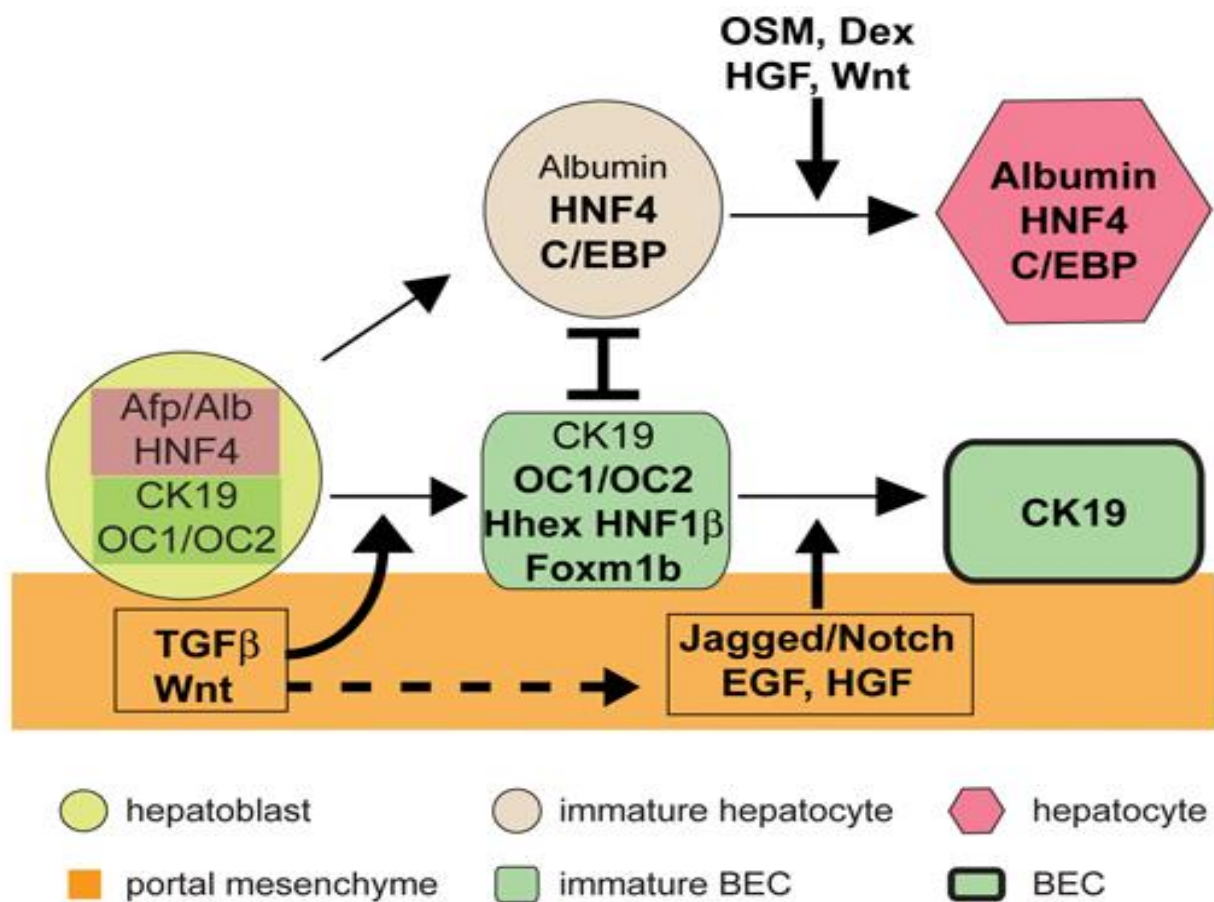 OSM, Dex
HGF, Wnt
Albumin
HNF4
C/EBP
Albumin
HNF4
C/EBP
Afp/Alb
HNF4
CK19
OC1/OC2
CK19
OC1/OC2
Hhex HNF1β
Foxm1b
CK19
TGFβ
Wnt
Jagged/Notch
EGF, HGF
hepatoblast
immature hepatocyte
hepatocyte
portal mesenchyme
immature BEC
BEC